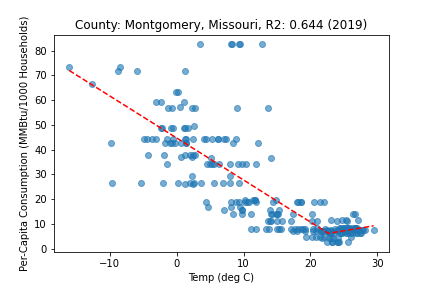 County: Montgomery, Missouri, R2: 0.644 (2019)
Per-Capita Consumption (MMBtu/1000 Households)
80
70
60
50
40
30
20
10
0
−10 0 10 20 30
Temp (deg C)